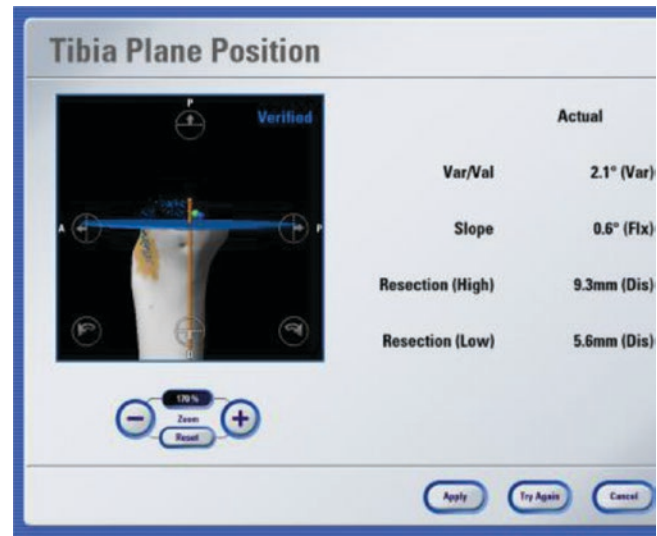 Tibia Plane Position
P
Verified
A
P
D
170%
Zoom
Reset
Actual
Var/Val 2.1° (Var)
Slope 0.6° (Flx)
Resection (High) 9.3mm (Dis)
Resection (Low) 5.6mm (Dis)
Apply Try Again Cancel